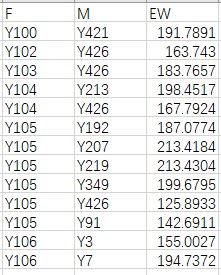 F M EW
Y100 Y421 191.7891
Y102 Y426 163.743
Y103 Y426 183.7657
Y104 Y213 198.4517
Y104 Y426 167.7924
Y105 Y192 187.0774
Y105 Y207 213.4184
Y105 Y219 213.4304
Y105 Y349 199.6795
Y105 Y426 125.8933
Y105 Y91 142.6911
Y106 Y3 155.0027
Y106 Y7 194.7372